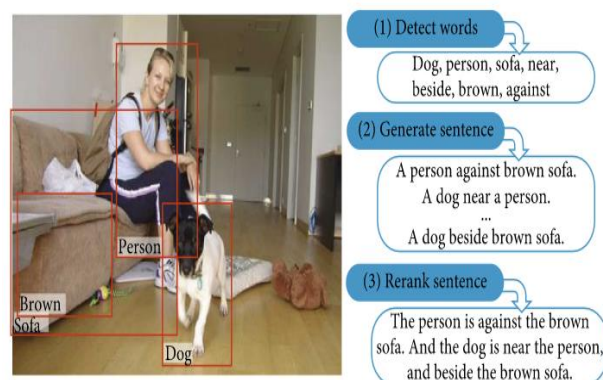 Person
Brown
Sofa
Dog
(1) Detect words
Dog, person, sofa, near,
beside, brown, against
(2) Generate sentence
A person against brown sofa.
A dog near a person.
...
A dog beside brown sofa.
(3) Rerank sentence
The person is against the brown
sofa. And the dog is near the person,
and beside the brown sofa.